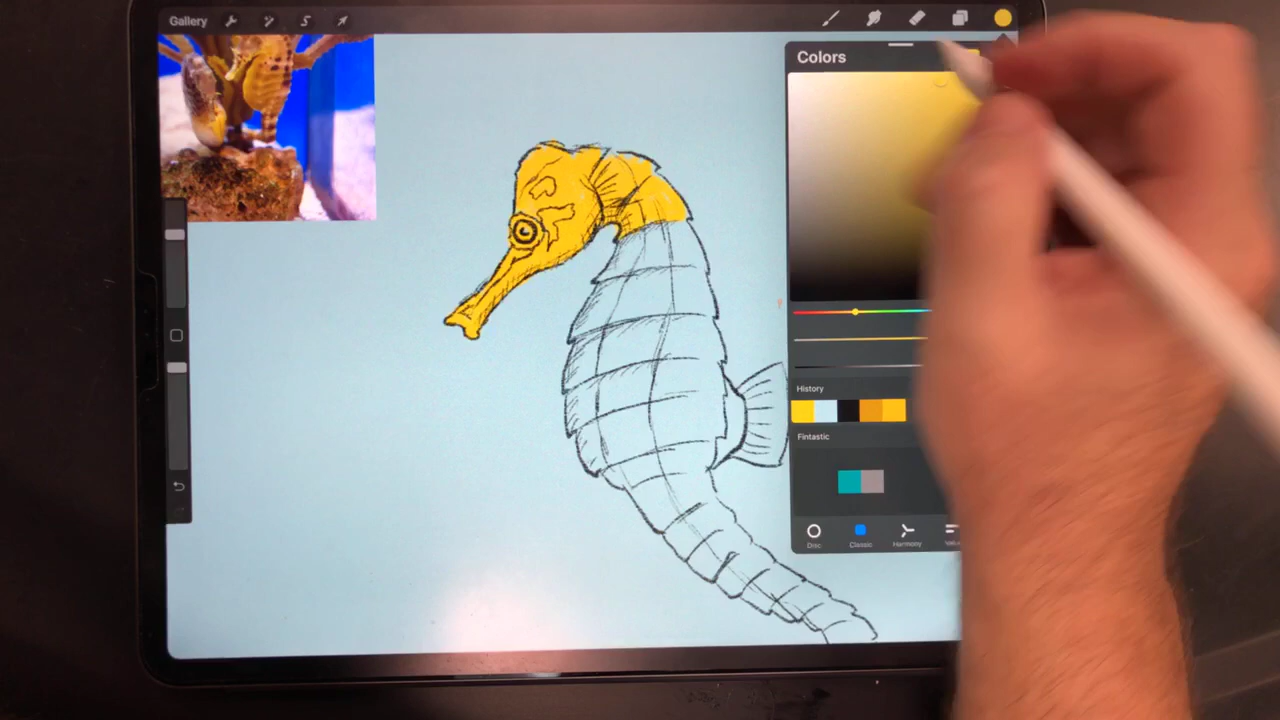 Gallery
Colors
History
Fintastic
Disc
Classic
Harmony